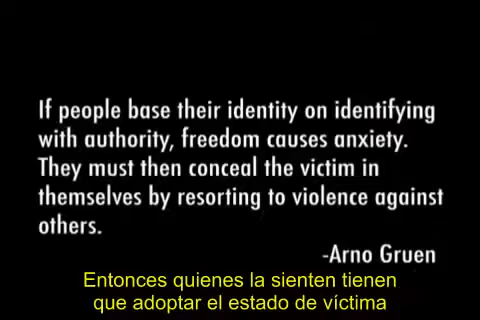 If people base their identity on identifying
with authority, freedom causes anxiety.
They must then conceal the victim in
themselves by resorting to violence against
others.
-Arno Gruen
Entonces quienes la sienten tienen
que adoptar el estado de víctima